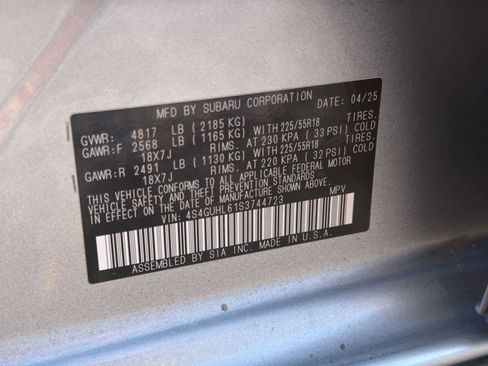 MFD BY SUBARU CORPORATION DATE: 04/25
GVWR: 4817 LB (2185 KG)
GAWR:F 2568 LB (1165 KG) WITH 225/55R18 TIRES.
18X7J RIMS. AT 230 KPA (33 PSI) COLD
GAWR:R 2491 LB (1130 KG) WITH 225/55R18 TIRES.
18X7J RIMS. AT 220 KPA (32 PSI) COLD
THIS VEHICLE CONFORMS TO ALL APPLICABLE FEDERAL MOTOR
VEHICLE SAFETY, BUMPER, AND THEFT PREVENTION STANDARDS
IN EFFECT ON THE DATE OF MANUFACTURE SHOWN ABOVE.
VIN: 4S4GUHL61S3744723 MPV
ASSEMBLED BY SIA INC. MADE IN U.S.A.